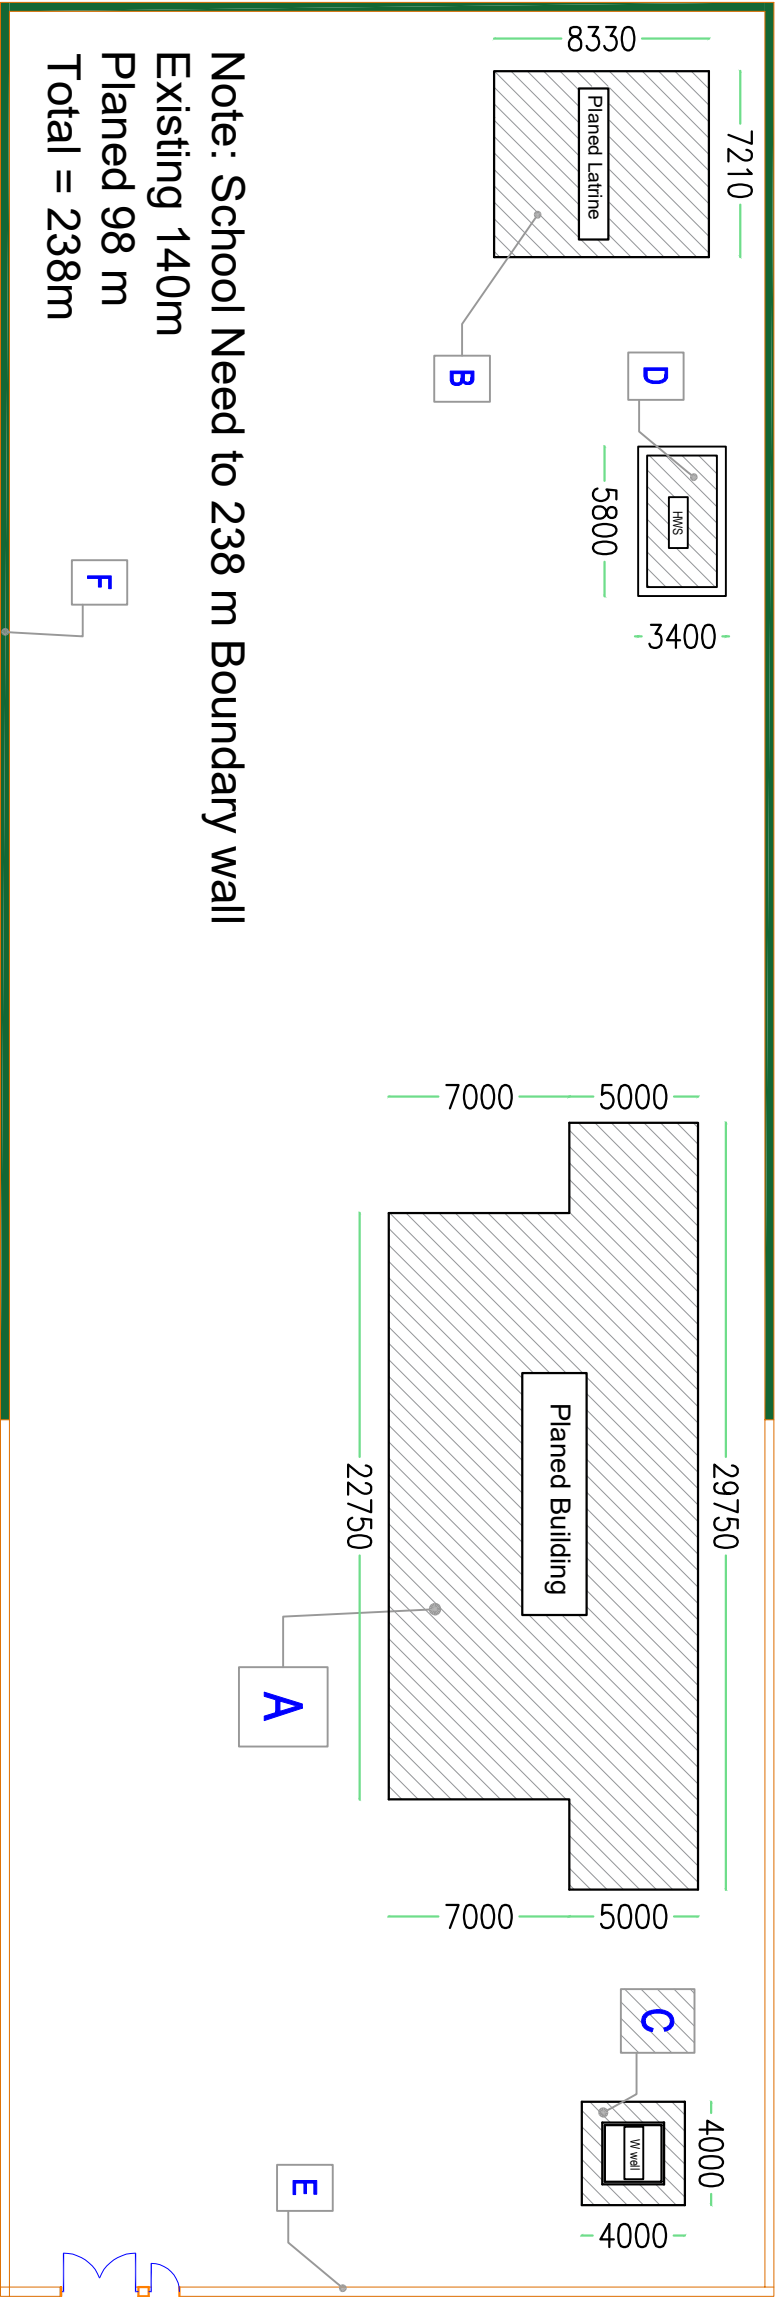 8330
7210
Planed Latrine
B
D
HWS
5800
3400
Note: School Need to 238 m Boundary wall
Existing 140m
Planed 98 m
Total = 238m
F
7000
5000
29750
Planed Building
22750
A
7000
5000
C
W well
4000
4000
E